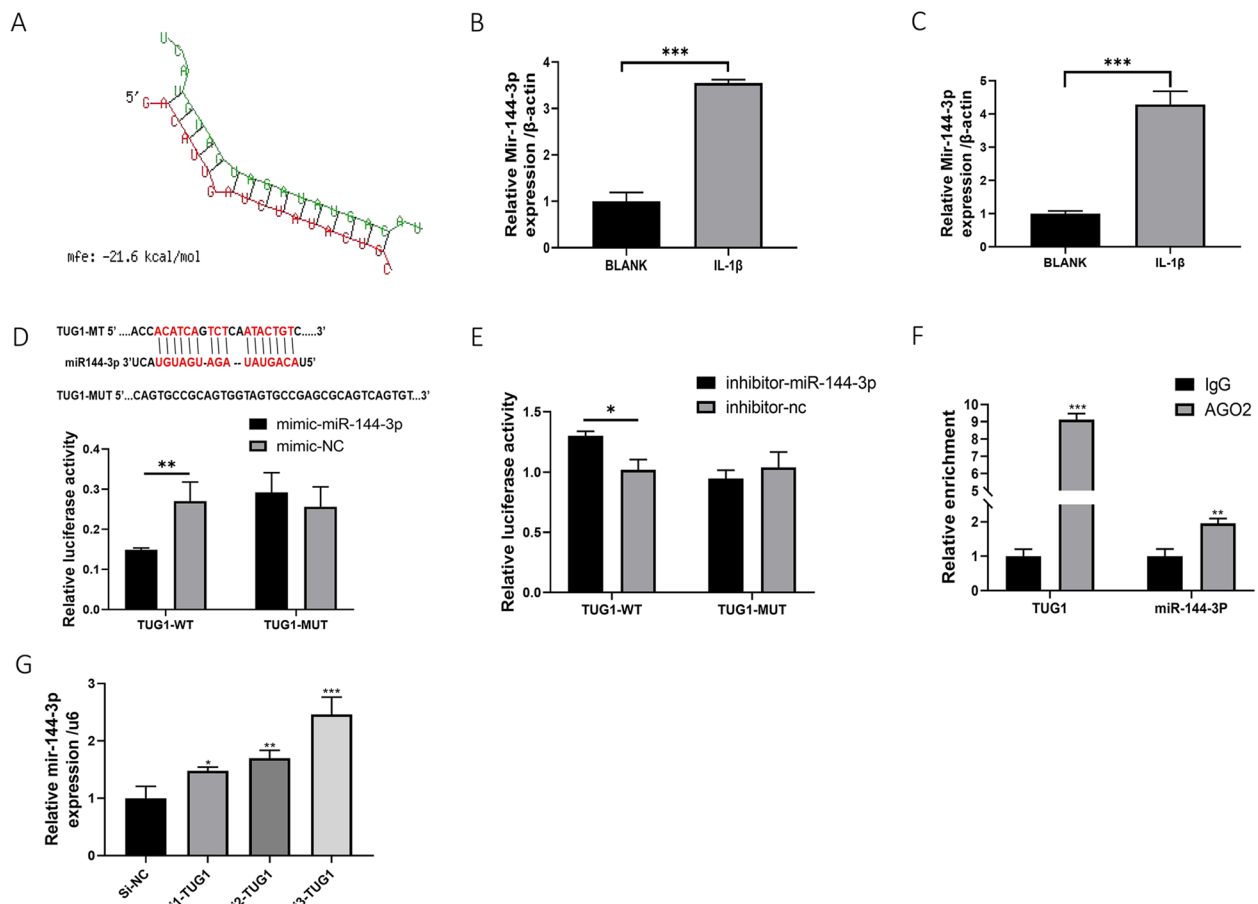 A
5'
U
C
A
U
G
U
A
G
U
A
G
A
U
A
U
G
A
C
A
U
G
A
C
A
U
U
G
A
U
C
U
A
U
A
C
U
G
C
mfe: -21.6 kcal/mol
B
Relative Mir-144-3p
expression /β-actin
4
3
2
1
0
***
BLANK
IL-1β
C
Relative Mir-144-3p
expression /β-actin
5
4
3
2
1
0
***
BLANK
IL-1β
D
TUG1-MT 5' ....ACCACATCAGTCTCAATACTGTC.....3'
miR144-3p 3'UCAUGUAGU-AGA -- UAUGACAU5'
TUG1-MUT 5'...CAGTGCCGCAGTGGTAGTGCCGAGCGCAGTCAGTGT...3'
mimic-miR-144-3p
mimic-NC
Relative luciferase activity
0.4
0.3
0.2
0.1
0.0
**
TUG1-WT
TUG1-MUT
E
inhibitor-miR-144-3p
inhibitor-nc
Relative luciferase activity
1.5
1.0
0.5
0.0
*
TUG1-WT
TUG1-MUT
F
IgG
AGO2
Relative enrichment
10
9
8
7
6
5
2
1
0
***
**
TUG1
miR-144-3P
G
Relative mir-144-3p
expression /u6
3
2
1
0
*
**
***
Si-NC
1-TUG1
2-TUG1
3-TUG1